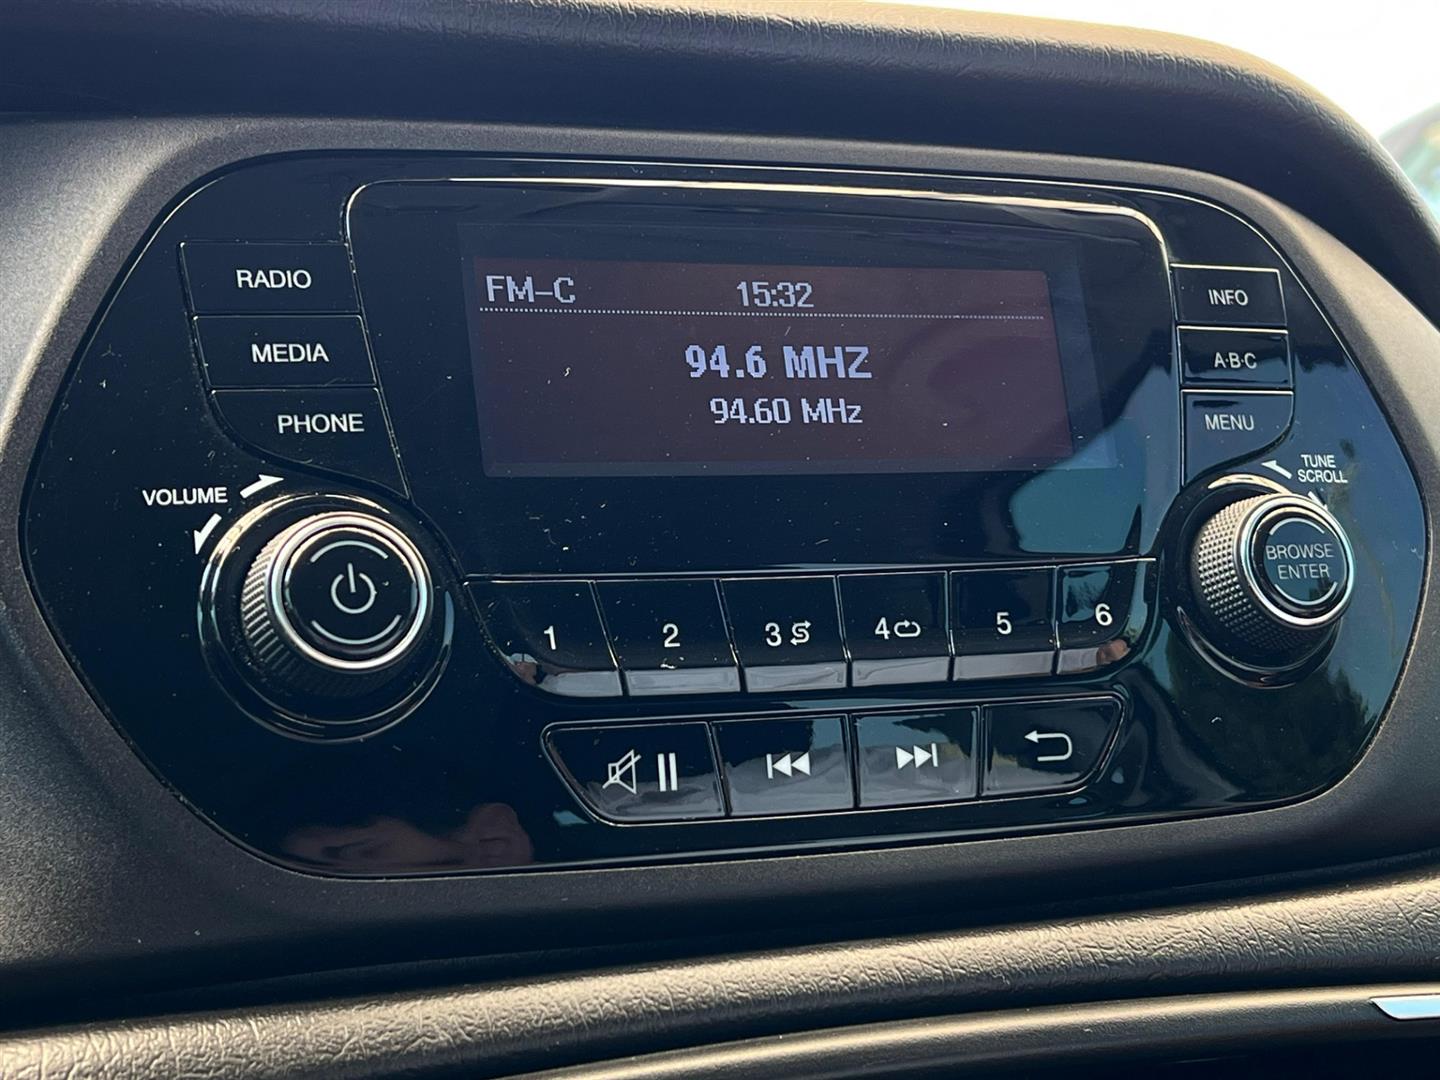 RADIO
MEDIA
PHONE
VOLUME
FM-C 15:32
94.6 MHZ
94.60 MHz
INFO
A·B·C
MENU
TUNE
SCROLL
BROWSE
ENTER
1 2 3 4 5 6